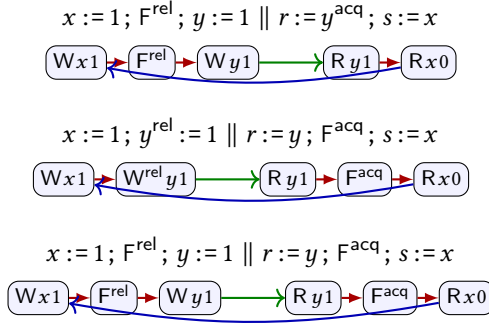 x := 1; F^rel; y := 1 ‖ r := y^acq; s := x
Wx1 F^rel Wy1 Ry1 Rx0
x := 1; y^rel := 1 ‖ r := y; F^acq; s := x
Wx1 W^rel y1 Ry1 F^acq Rx0
x := 1; F^rel; y := 1 ‖ r := y; F^acq; s := x
Wx1 F^rel Wy1 Ry1 F^acq Rx0